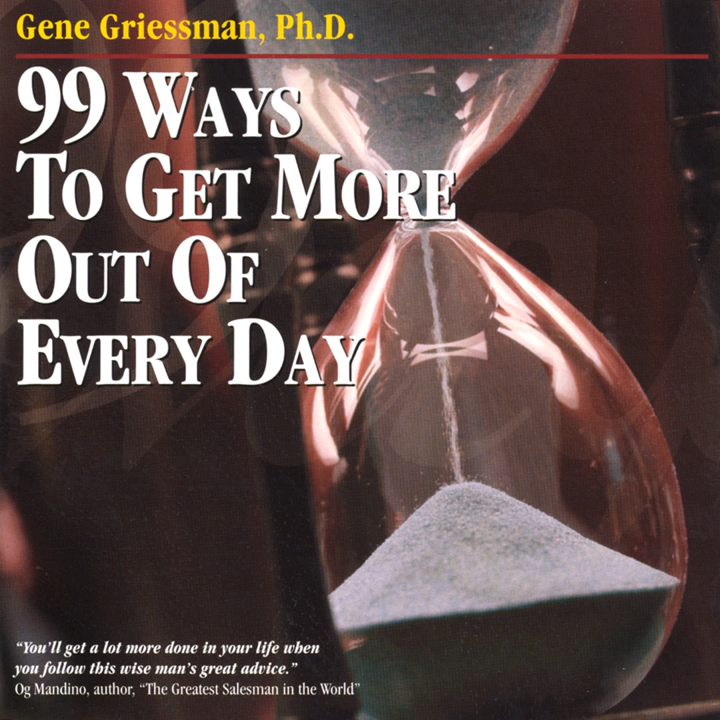 Gene Griessman, Ph.D.
99 WAYS
TO GET MORE
OUT OF
EVERY DAY
“You’ll get a lot more done in your life when
you follow this wise man’s great advice.”
Og Mandino, author, “The Greatest Salesman in the World”